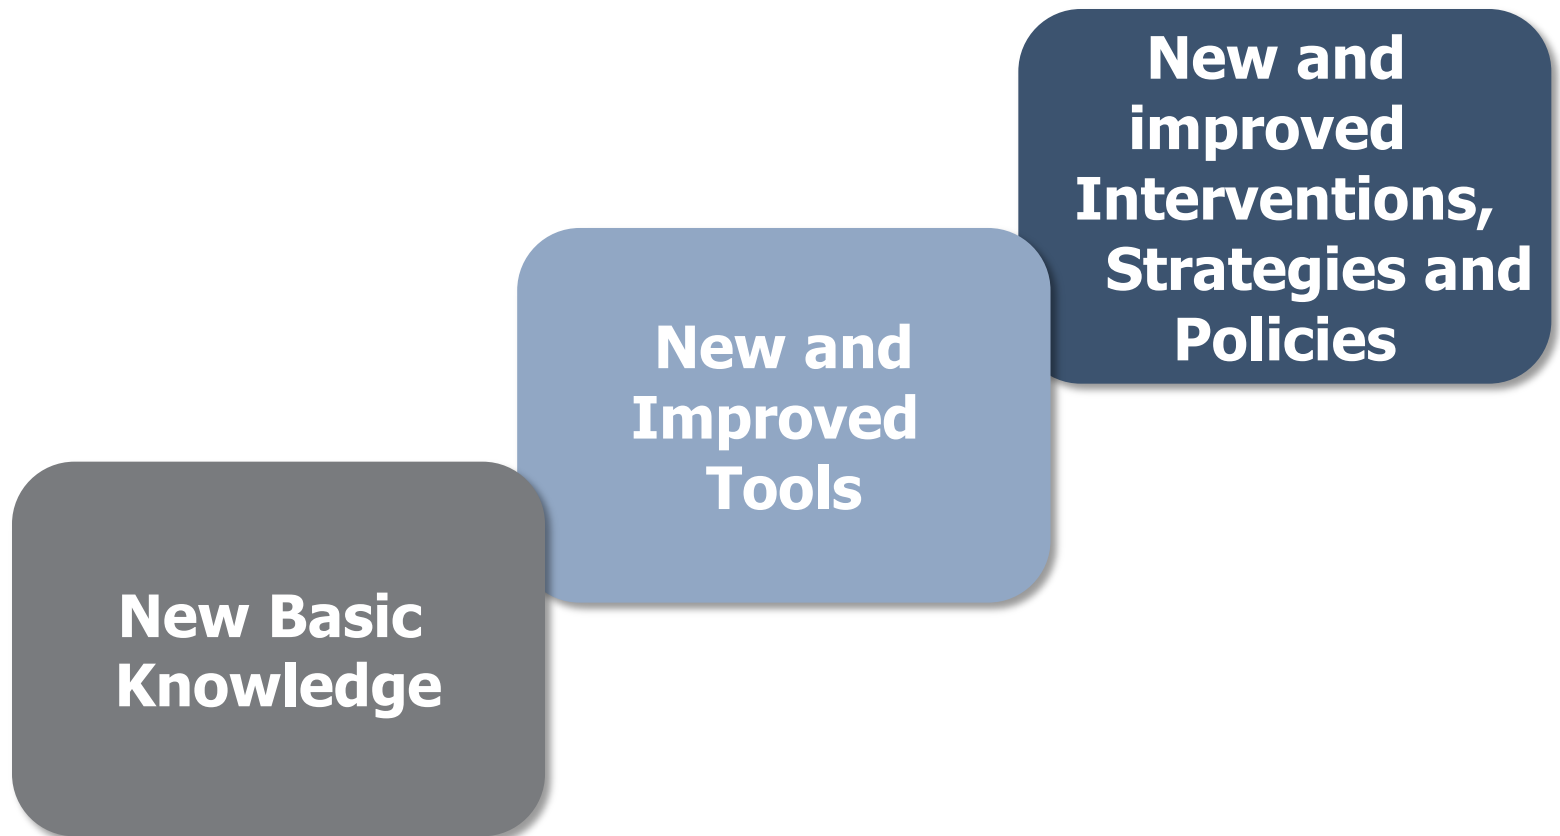 New and
improved
Interventions,
Strategies and
Policies
New and
Improved
Tools
New Basic
Knowledge